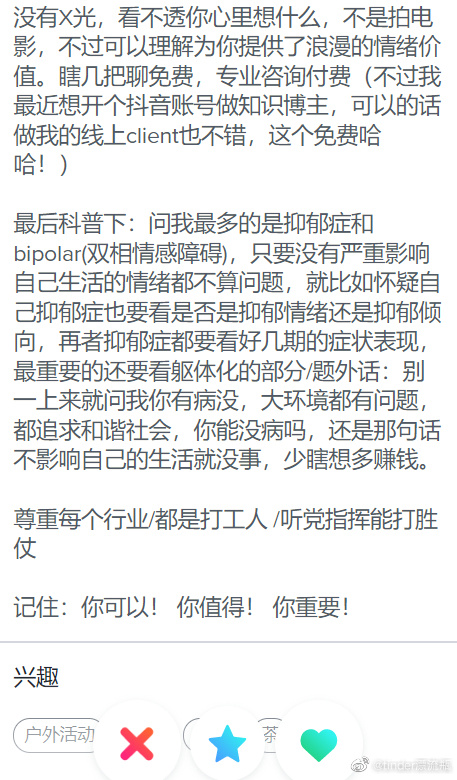 没有X光，看不透你心里想什么，不是拍电
影，不过可以理解为你提供了浪漫的情绪价
值。瞎几把聊免费，专业咨询付费（不过我
最近想开个抖音账号做知识博主，可以的话
做我的线上client也不错，这个免费哈
哈！）
最后科普下：问我最多的是抑郁症和
bipolar(双相情感障碍)，只要没有严重影响
自己生活的情绪都不算问题，就比如怀疑自
己抑郁症也要看是否是抑郁情绪还是抑郁倾
向，再者抑郁症都要看好几期的症状表现，
最重要的还要看躯体化的部分/题外话：别
一上来就问我你有病没，大环境都有问题，
都追求和谐社会，你能没病吗，还是那句话
不影响自己的生活就没事，少瞎想多赚钱。
尊重每个行业/都是打工人 /听党指挥能打胜
仗
记住：你可以！ 你值得！ 你重要！
兴趣
户外活动
茶